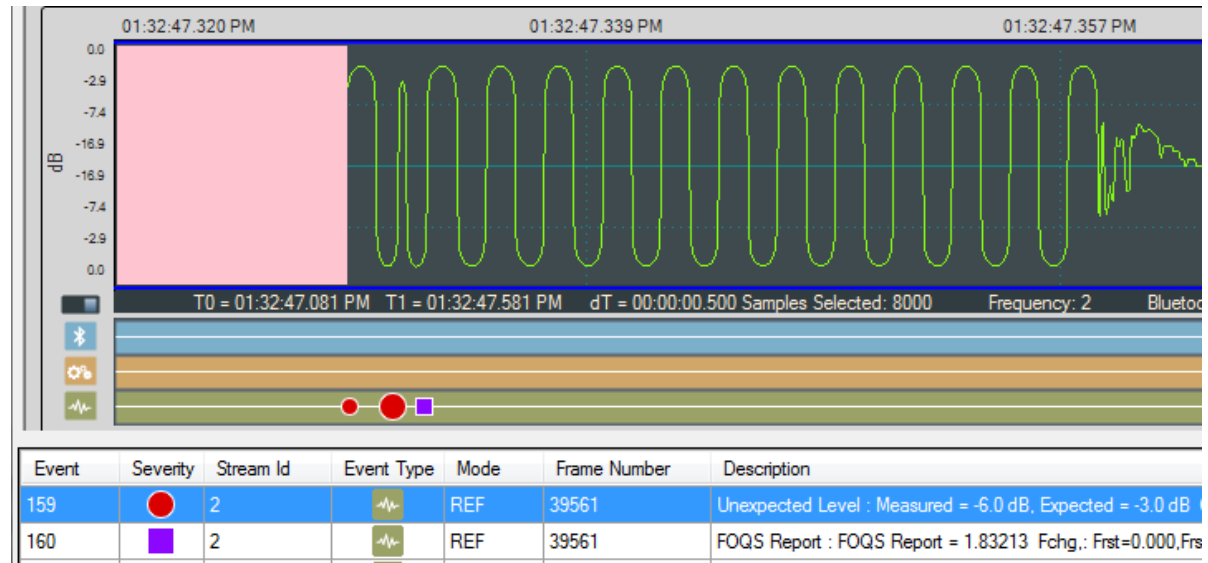 01:32:47.320 PM 01:32:47.339 PM 01:32:47.357 PM
0.0
-2.9
-7.4
-16.9
dB
-16.9
-7.4
-2.9
0.0
T0 = 01:32:47.081 PM T1 = 01:32:47.581 PM dT = 00:00:00.500 Samples Selected: 8000 Frequency: 2 Bluetoo
Event Severity Stream Id Event Type Mode Frame Number Description
159 2 REF 39561 Unexpected Level : Measured = -6.0 dB, Expected = -3.0 dB
160 2 REF 39561 FOQS Report : FOQS Report = 1.83213 Fchg,: Frst=0.000,Frs